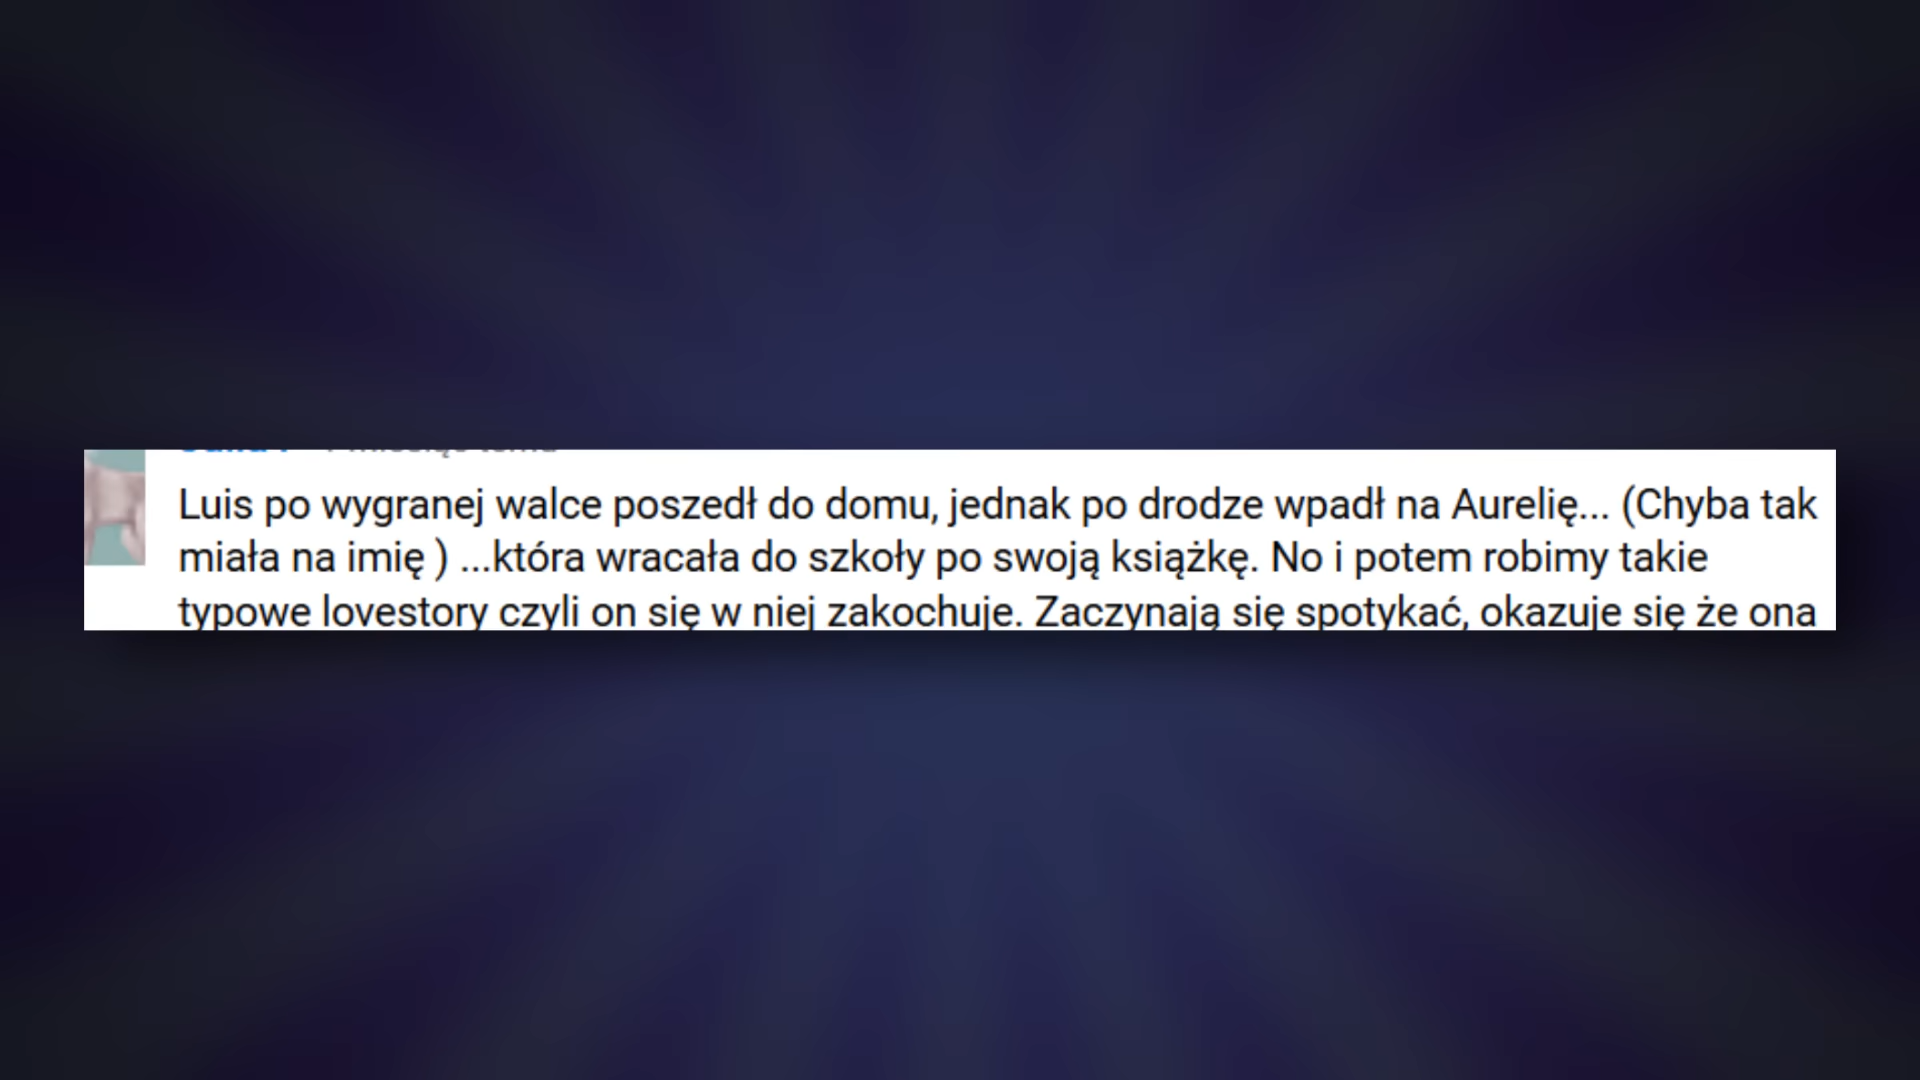 Luis po wygranej walce poszedł do domu, jednak po drodze wpadł na Aurelię... (Chyba tak
miała na imię ) ...która wracała do szkoły po swoją książkę. No i potem robimy takie
typowe lovestory czyli on się w niej zakochuje. Zaczynają się spotykać, okazuje się że ona